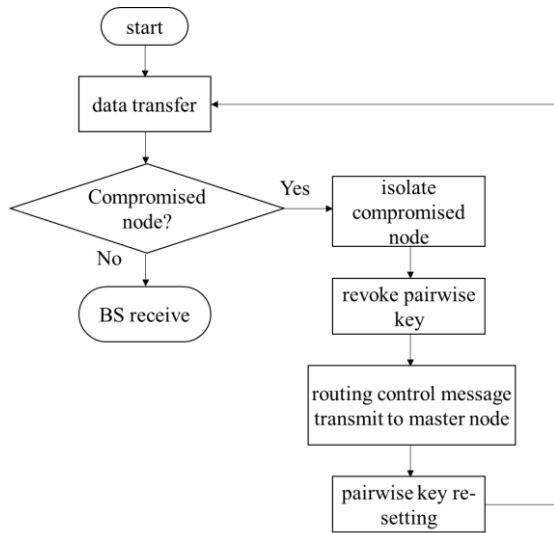 start
data transfer
Compromised
node?
Yes
No
BS receive
isolate
compromised
node
revoke pairwise
key
routing control message
transmit to master node
pairwise key re-
setting